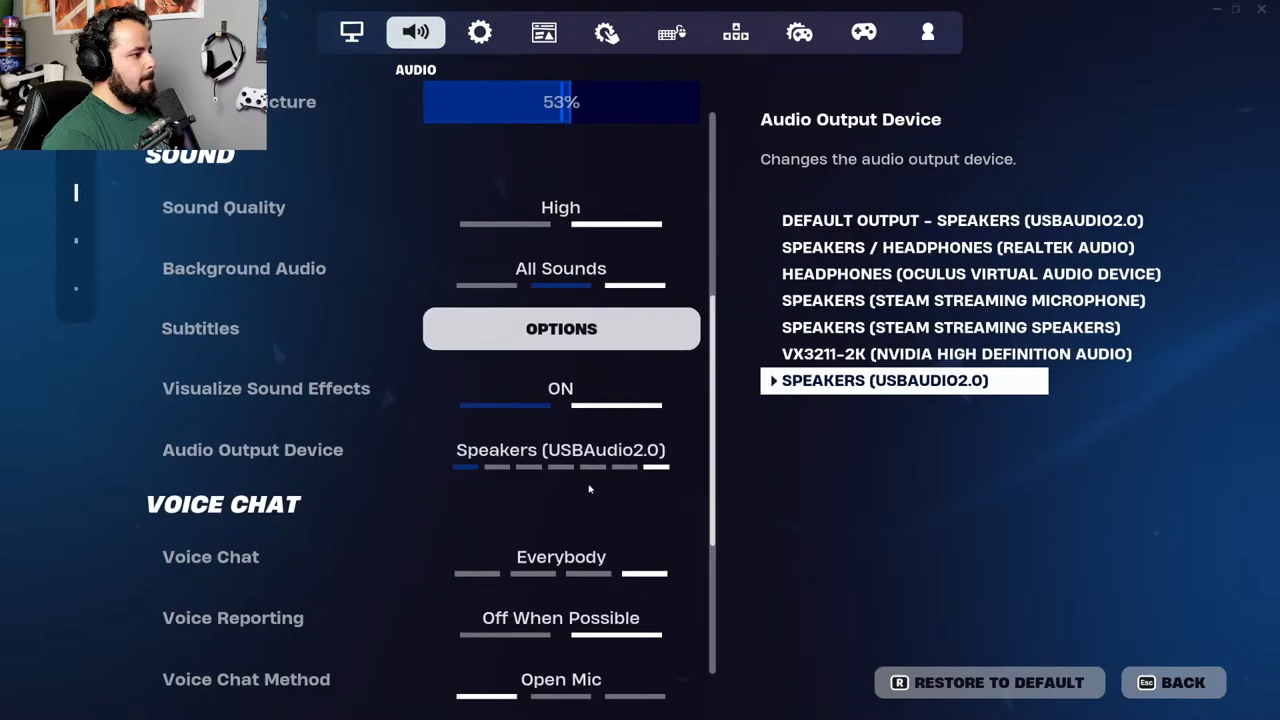 AUDIO
icture
53%
SOUND
Sound Quality
High
Background Audio
All Sounds
Subtitles
OPTIONS
Visualize Sound Effects
ON
Audio Output Device
Speakers (USBAudio2.0)
VOICE CHAT
Voice Chat
Everybody
Voice Reporting
Off When Possible
Voice Chat Method
Open Mic
Audio Output Device
Changes the audio output device.
DEFAULT OUTPUT - SPEAKERS (USBAUDIO2.0)
SPEAKERS / HEADPHONES (REALTEK AUDIO)
HEADPHONES (OCULUS VIRTUAL AUDIO DEVICE)
SPEAKERS (STEAM STREAMING MICROPHONE)
SPEAKERS (STEAM STREAMING SPEAKERS)
VX3211-2K (NVIDIA HIGH DEFINITION AUDIO)
SPEAKERS (USBAUDIO2.0)
R RESTORE TO DEFAULT
Esc BACK